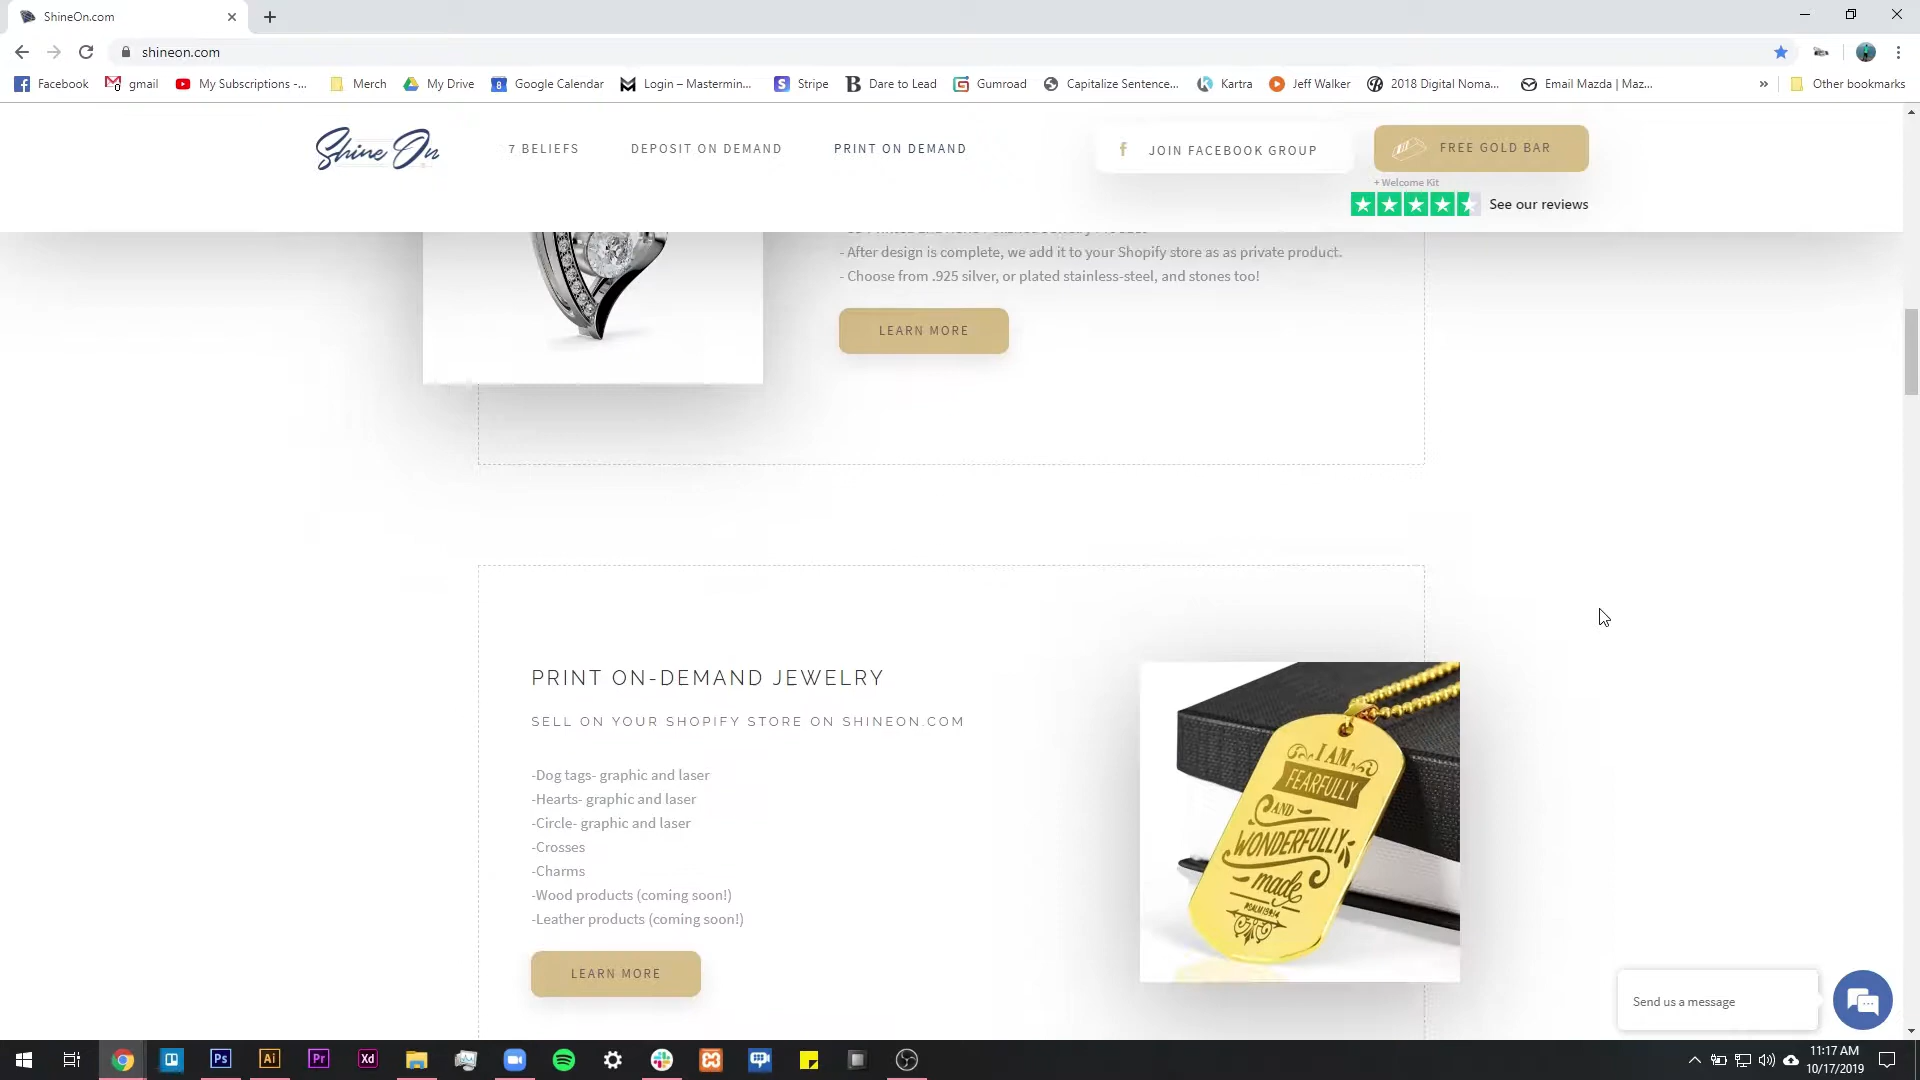 ShineOn.com
shineon.com
Facebook
gmail
My Subscriptions -...
Merch
My Drive
8
Google Calendar
Login – Mastermin...
Stripe
Dare to Lead
Gumroad
Capitalize Sentence...
Kartra
Jeff Walker
2018 Digital Noma...
Email Mazda | Maz...
»
Other bookmarks
Shine On
7 BELIEFS
DEPOSIT ON DEMAND
PRINT ON DEMAND
f JOIN FACEBOOK GROUP
FREE GOLD BAR
+ Welcome Kit
See our reviews
- After design is complete, we add it to your Shopify store as as private product.
- Choose from .925 silver, or plated stainless-steel, and stones too!
LEARN MORE
PRINT ON-DEMAND JEWELRY
SELL ON YOUR SHOPIFY STORE ON SHINEON.COM
-Dog tags- graphic and laser
-Hearts- graphic and laser
-Circle- graphic and laser
-Crosses
-Charms
-Wood products (coming soon!)
-Leather products (coming soon!)
LEARN MORE
I AM
FEARFULLY
AND
WONDERFULLY
made
Send us a message
Ps
Ai
Pr
Xd
11:17 AM
10/17/2019